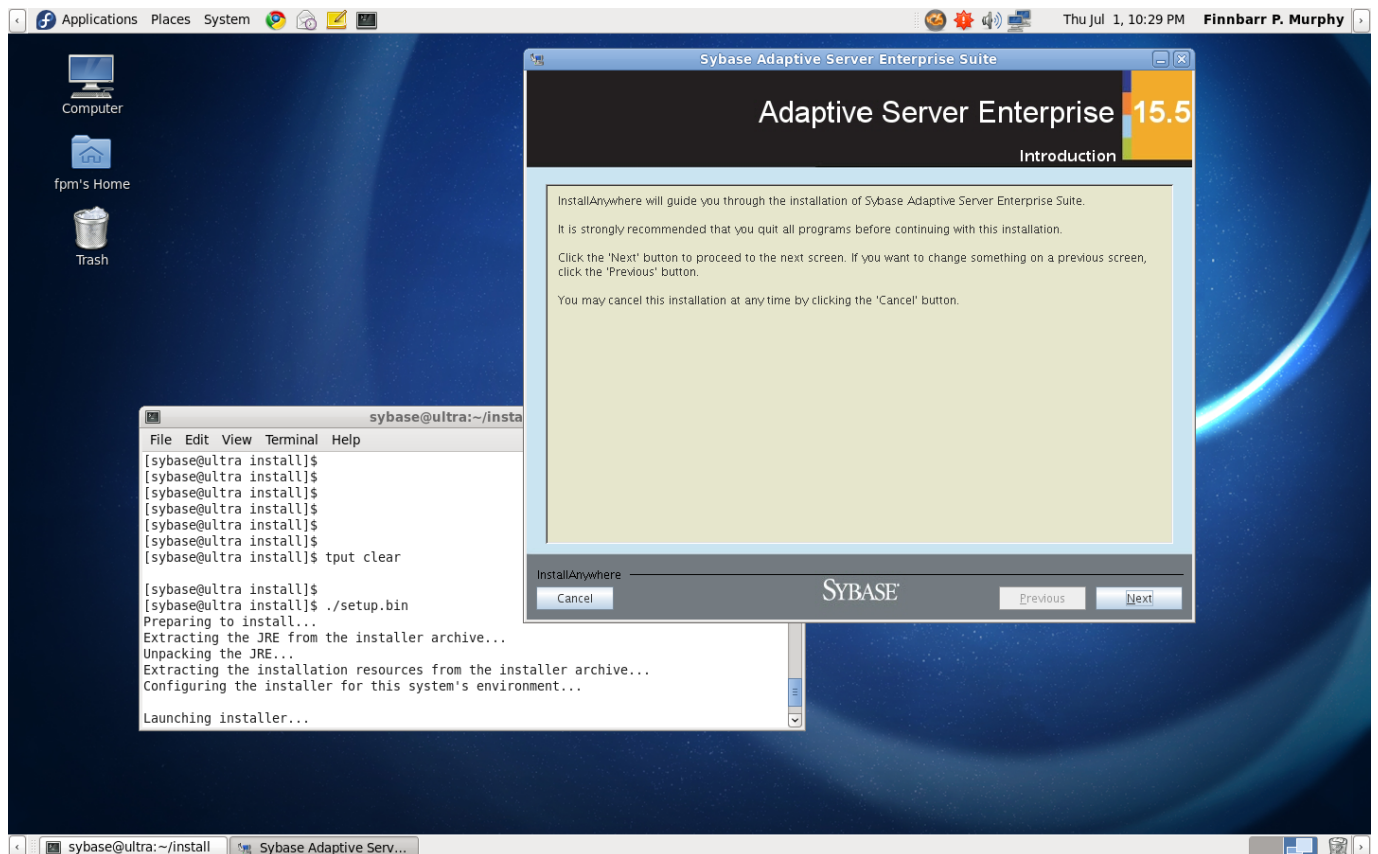 Applications Places System
Thu Jul 1, 10:29 PM Finnbarr P. Murphy
Computer
fpm's Home
Trash
Sybase Adaptive Server Enterprise Suite
Adaptive Server Enterprise 15.5
Introduction
InstallAnywhere will guide you through the installation of Sybase Adaptive Server Enterprise Suite.
It is strongly recommended that you quit all programs before continuing with this installation.
Click the 'Next' button to proceed to the next screen. If you want to change something on a previous screen,
click the 'Previous' button.
You may cancel this installation at any time by clicking the 'Cancel' button.
InstallAnywhere
Cancel
SYBASE
Previous
Next
sybase@ultra:~/insta
File Edit View Terminal Help
[sybase@ultra install]$
[sybase@ultra install]$
[sybase@ultra install]$
[sybase@ultra install]$
[sybase@ultra install]$
[sybase@ultra install]$
[sybase@ultra install]$ tput clear
[sybase@ultra install]$
[sybase@ultra install]$ ./setup.bin
Preparing to install...
Extracting the JRE from the installer archive...
Unpacking the JRE...
Extracting the installation resources from the installer archive...
Configuring the installer for this system's environment...
Launching installer...
sybase@ultra:~/install
Sybase Adaptive Serv...